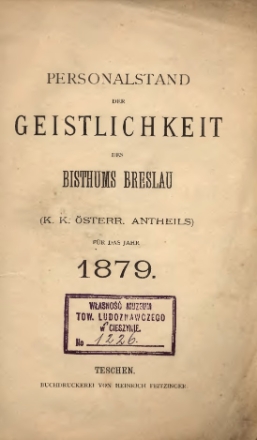 PERSONALSTAND
DER
GEISTLICHKEIT
DES
BISTHUMS BRESLAU
(K. K. ÖSTERR. ANTHEILS)
FÜR DAS JAHR
1879.
WŁASNOŚĆ MUZEUM
TOW. LUDOZNAWCZEGO
w CIESZYNIE.
No 1226.
TESCHEN.
BUCHDRUCKEREI VON HEINRICH FEITZINGER